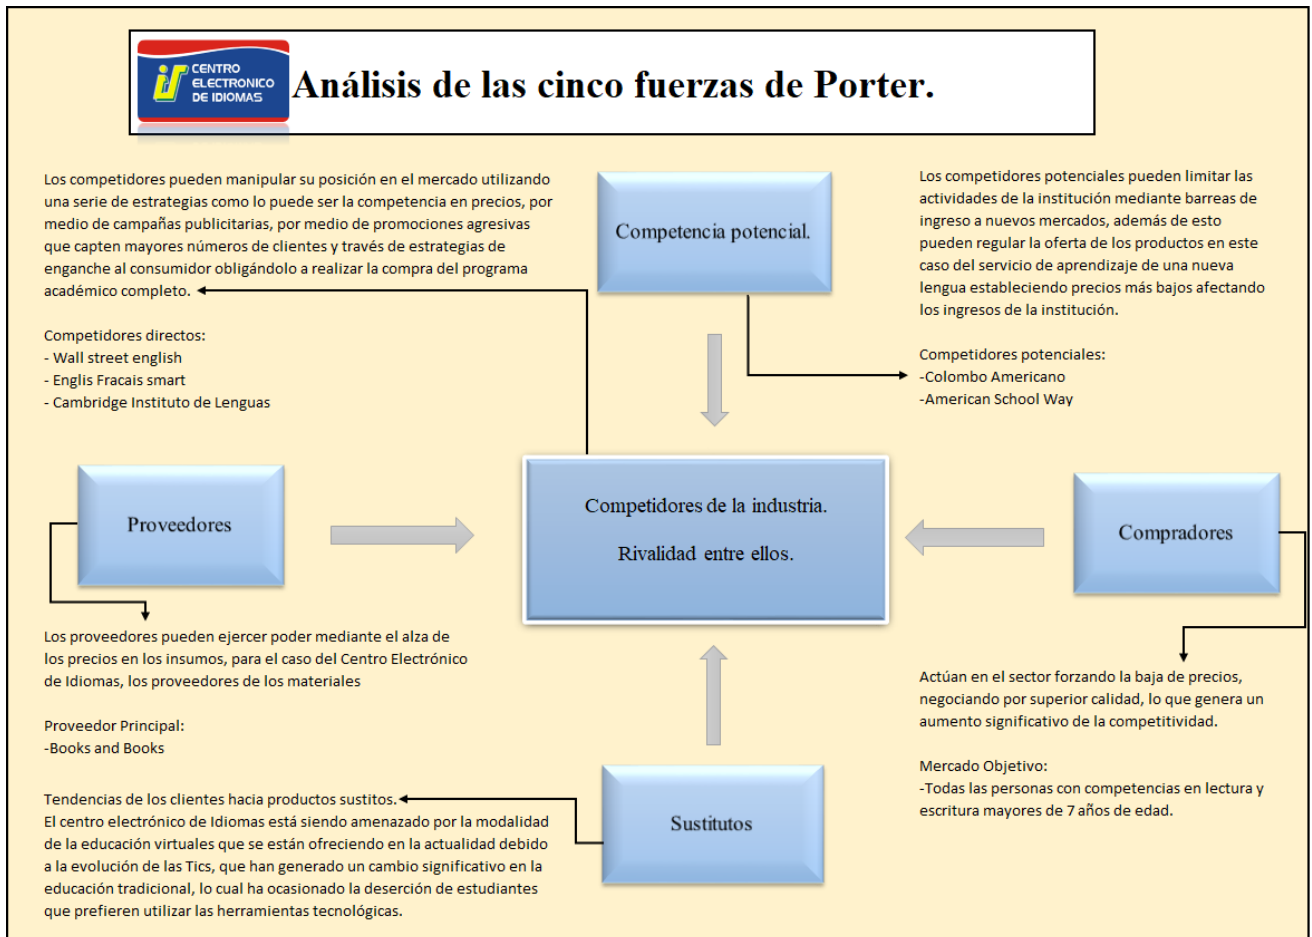 CENTRO
ELECTRONICO
DE IDIOMAS
Análisis de las cinco fuerzas de Porter.
Los competidores pueden manipular su posición en el mercado utilizando
una serie de estrategias como lo puede ser la competencia en precios, por
medio de campañas publicitarias, por medio de promociones agresivas
que capten mayores números de clientes y través de estrategias de
enganche al consumidor obligándolo a realizar la compra del programa
académico completo.
Competidores directos:
- Wall street english
- Englis Fracais smart
- Cambridge Instituto de Lenguas
Competencia potencial.
Los competidores potenciales pueden limitar las
actividades de la institución mediante barreas de
ingreso a nuevos mercados, además de esto
pueden regular la oferta de los productos en este
caso del servicio de aprendizaje de una nueva
lengua estableciendo precios más bajos afectando
los ingresos de la institución.
Competidores potenciales:
-Colombo Americano
-American School Way
Proveedores
Competidores de la industria.
Rivalidad entre ellos.
Compradores
Los proveedores pueden ejercer poder mediante el alza de
los precios en los insumos, para el caso del Centro Electrónico
de Idiomas, los proveedores de los materiales
Proveedor Principal:
-Books and Books
Actúan en el sector forzando la baja de precios,
negociando por superior calidad, lo que genera un
aumento significativo de la competitividad.
Mercado Objetivo:
-Todas las personas con competencias en lectura y
escritura mayores de 7 años de edad.
Tendencias de los clientes hacia productos sustitos.
El centro electrónico de Idiomas está siendo amenazado por la modalidad
de la educación virtuales que se están ofreciendo en la actualidad debido
a la evolución de las Tics, que han generado un cambio significativo en la
educación tradicional, lo cual ha ocasionado la deserción de estudiantes
que prefieren utilizar las herramientas tecnológicas.
Sustitutos